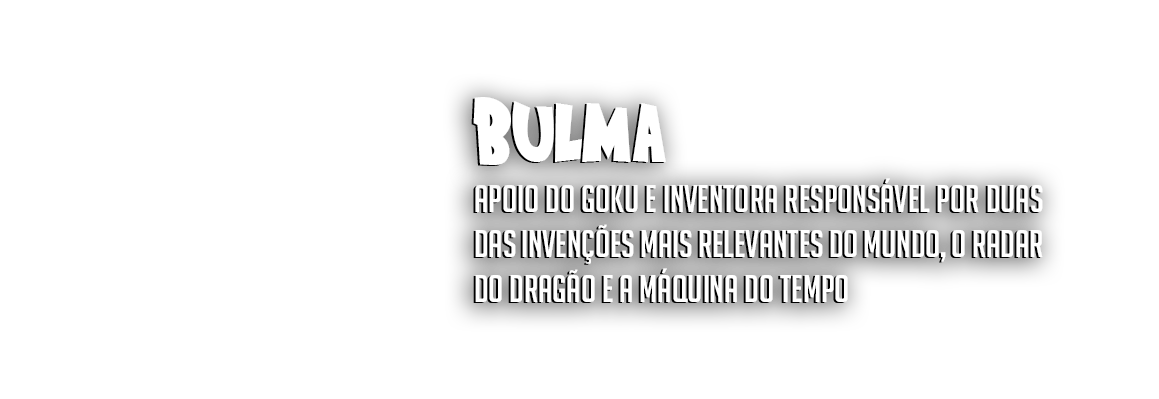 BULMA
APOIO DO GOKU E INVENTORA RESPONSÁVEL POR DUAS
DAS INVENÇÕES MAIS RELEVANTES DO MUNDO, O RADAR
DO DRAGÃO E A MÁQUINA DO TEMPO